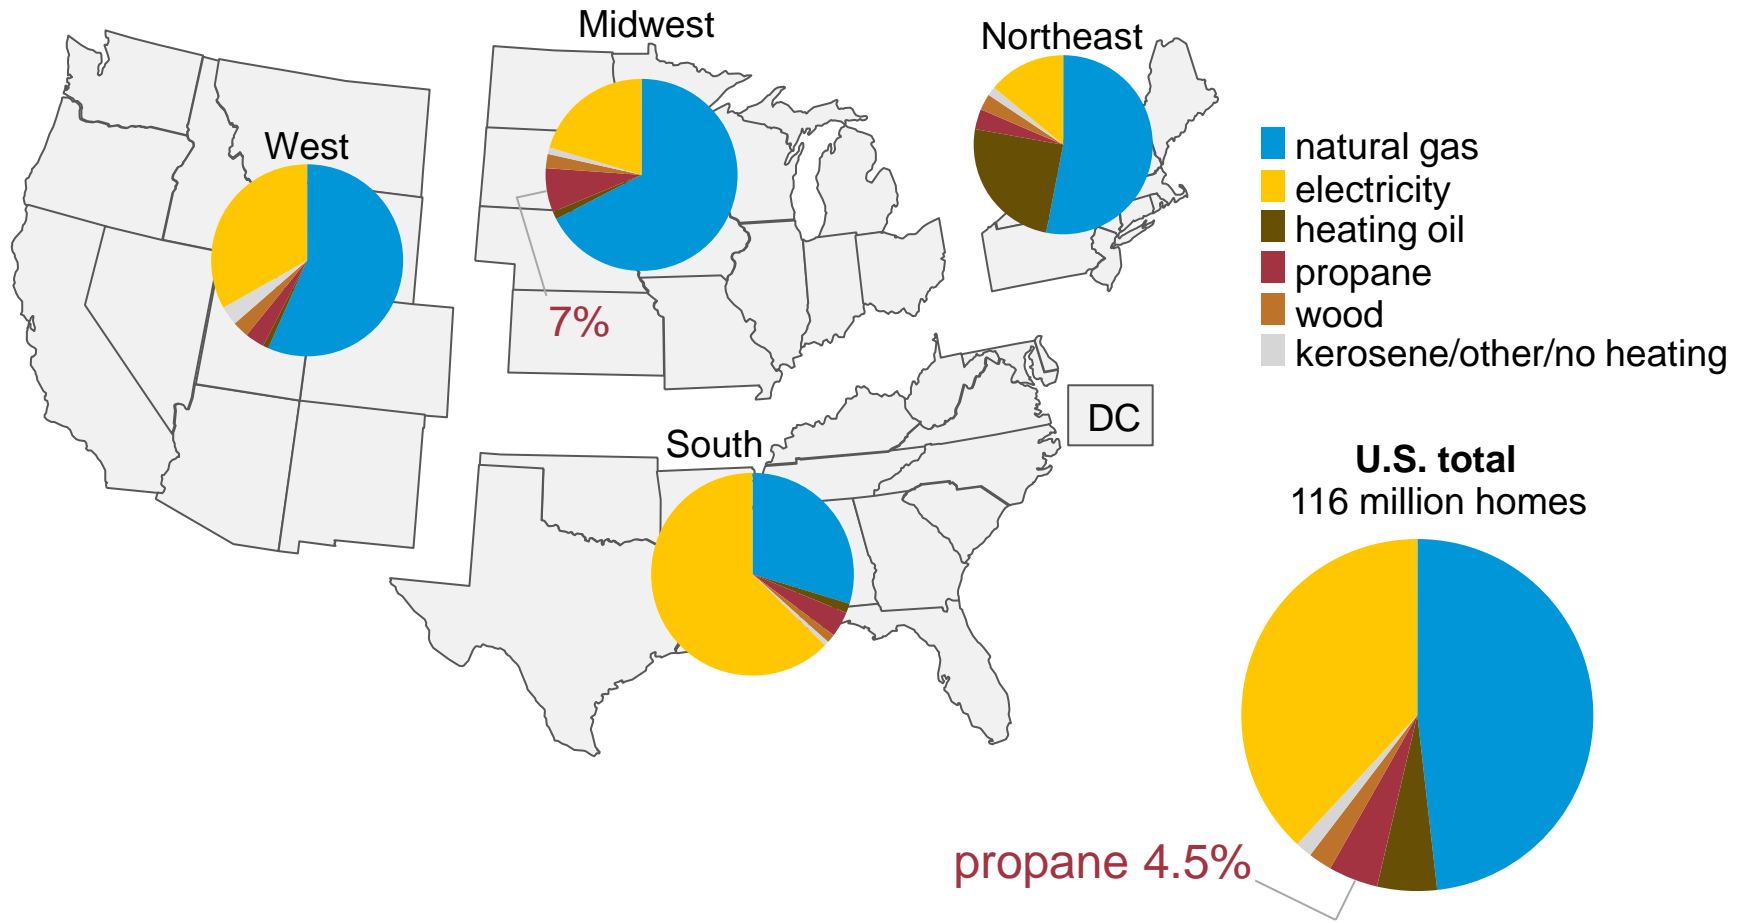 Midwest
Northeast
West
natural gas
electricity
heating oil
propane
wood
kerosene/other/no heating
7%
DC
South
U.S. total
116 million homes
propane 4.5%